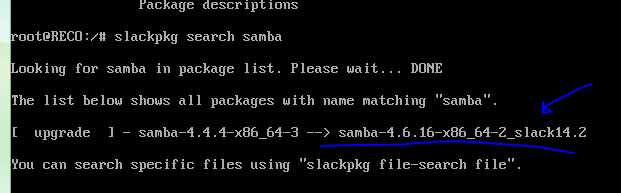 Package descriptions
root@RECO:/# slackpkg search samba
Looking for samba in package list. Please wait... DONE
The list below shows all packages with name matching "samba".
[  upgrade  ] - samba-4.4.4-x86_64-3 --> samba-4.6.16-x86_64-2_slack14.2
You can search specific files using "slackpkg file-search file".